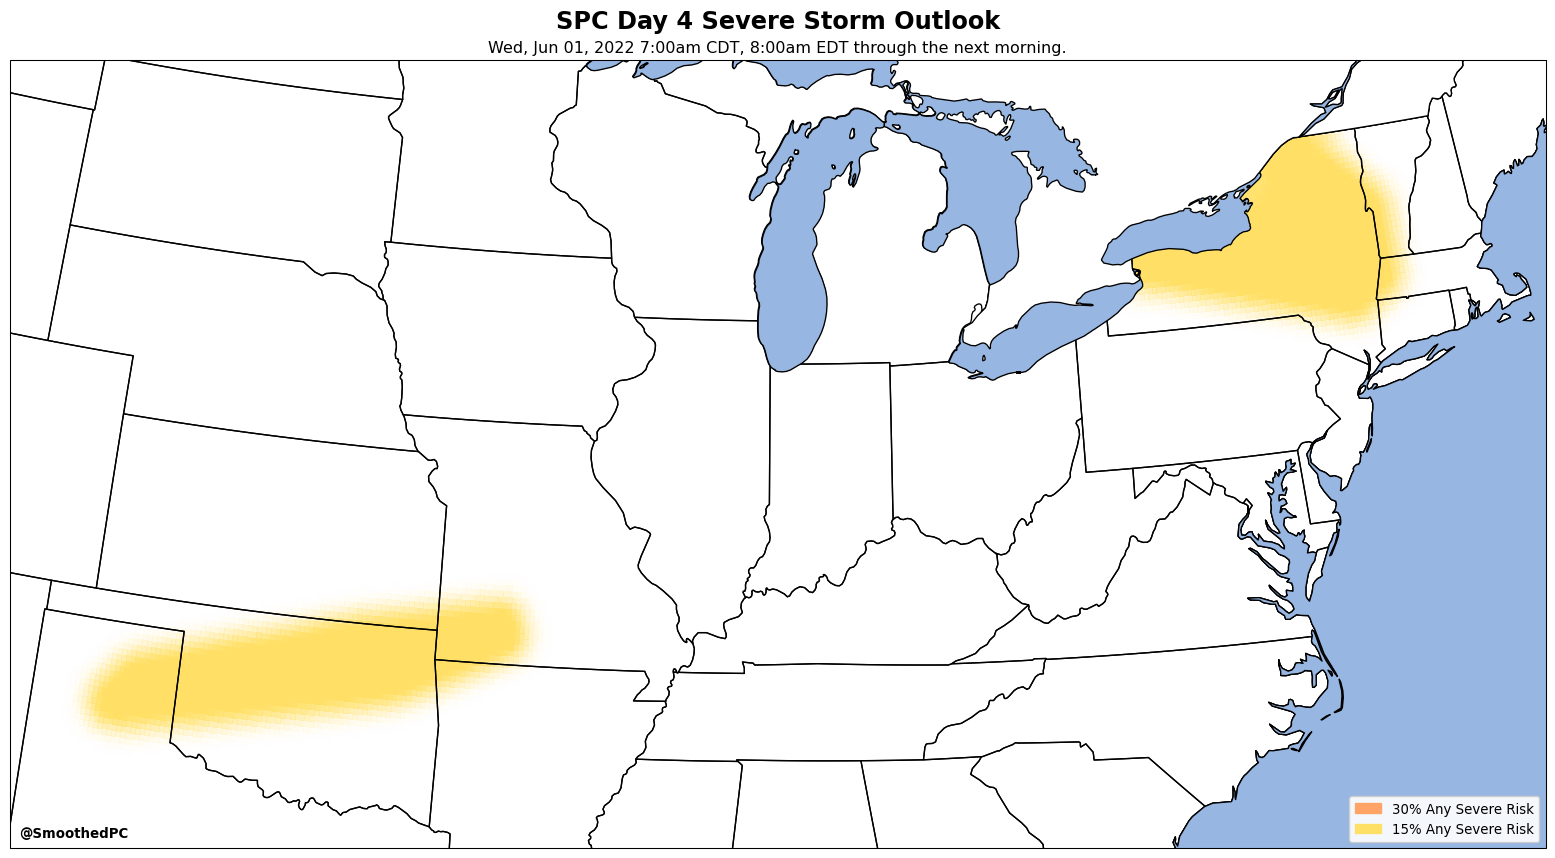 SPC Day 4 Severe Storm Outlook
Wed, Jun 01, 2022 7:00am CDT, 8:00am EDT through the next morning.
30% Any Severe Risk
15% Any Severe Risk
@SmoothedPC